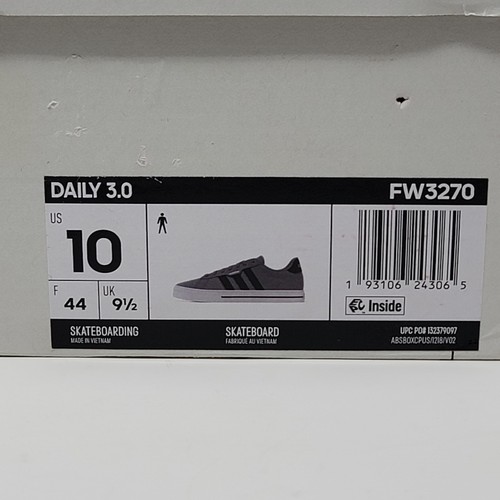 DAILY 3.0 FW3270
US
10
F
44
UK
9½
1 93106 24306 5
Inside
SKATEBOARDING
MADE IN VIETNAM
SKATEBOARD
FABRIQUÉ AU VIETNAM
UPC PO# 132379097
ABSBOXCPUS/1218/V02